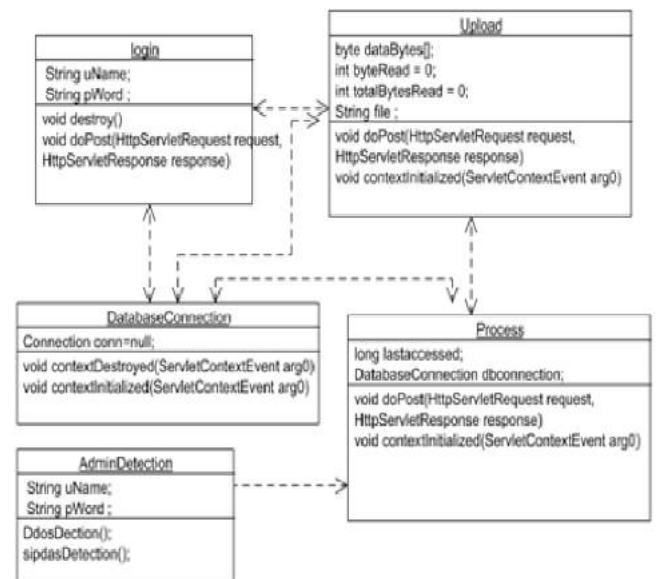 login
String uName;
String pWord ;
void destroy()
void doPost(HttpServletRequest request,
HttpServletResponse response)
Upload
byte dataBytes[];
int byteRead = 0;
int totalBytesRead = 0;
String file ;
void doPost(HttpServletRequest request,
HttpServletResponse response)
void contextInitialized(ServletContextEvent arg0)
DatabaseConnection
Connection conn=null;
void contextDestroyed(ServletContextEvent arg0)
void contextInitialized(ServletContextEvent arg0)
Process
long lastaccessed;
DatabaseConnection dbconnection;
void doPost(HttpServletRequest request,
HttpServletResponse response)
void contextInitialized(ServletContextEvent arg0)
AdminDetection
String uName;
String pWord ;
DdosDection();
sipdasDetection();